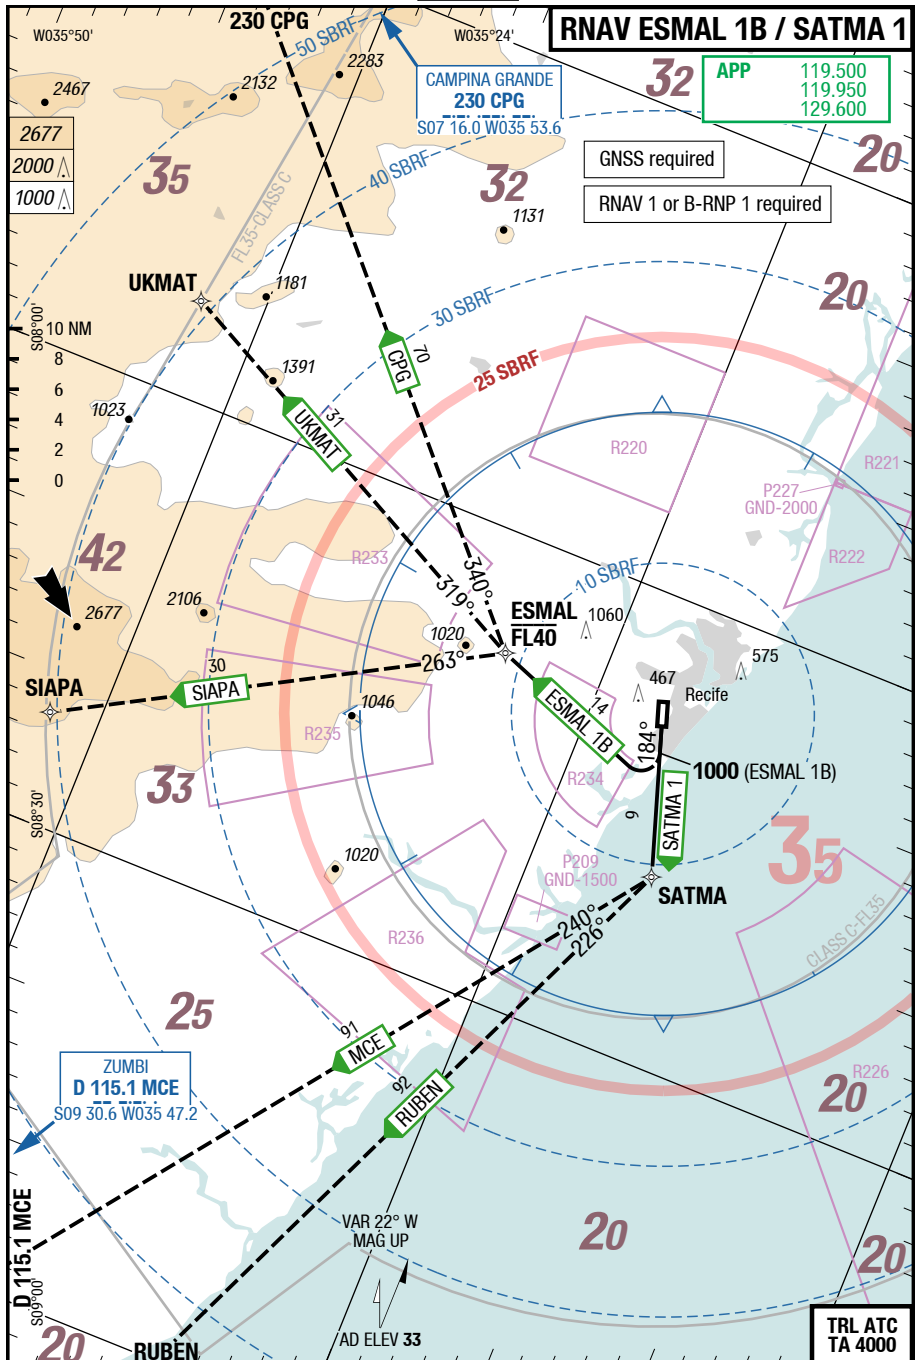 230 CPG
W035°50'
50 SBRF
W035°24'
RNAV ESMAL 1B / SATMA 1
2283
2467
2132
CAMPINA GRANDE
230 CPG
S07 16.0 W035 53.6
32
APP 119.500
119.950
129.600
2677
2000
1000
35
40 SBRF
32
GNSS required
20
RNAV 1 or B-RNP 1 required
FL35-CLASS C
1131
UKMAT
1181
20
S08°00'
10 NM
8
6
4
2
0
30 SBRF
CPG
70
25 SBRF
1391
1023
UKMAT
31
R220
R221
P227
GND-2000
R222
42
R233
10 SBRF
340°
319°
2677
2106
ESMAL
FL40
1060
1020
263°
575
467
Recife
SIAPA
30
SIAPA
1046
R235
ESMAL 1B
14
184°
1000 (ESMAL 1B)
R234
33
S08°30'
9
SATMA 1
35
1020
P209
GND-1500
SATMA
240°
226°
R236
CLASS C-FL35
25
91
MCE
92
RUBEN
ZUMBI
D 115.1 MCE
S09 30.6 W035 47.2
R226
20
D 115.1 MCE
S09°00'
VAR 22° W
MAG UP
20
20
AD ELEV 33
20
RUBEN
TRL ATC
TA 4000